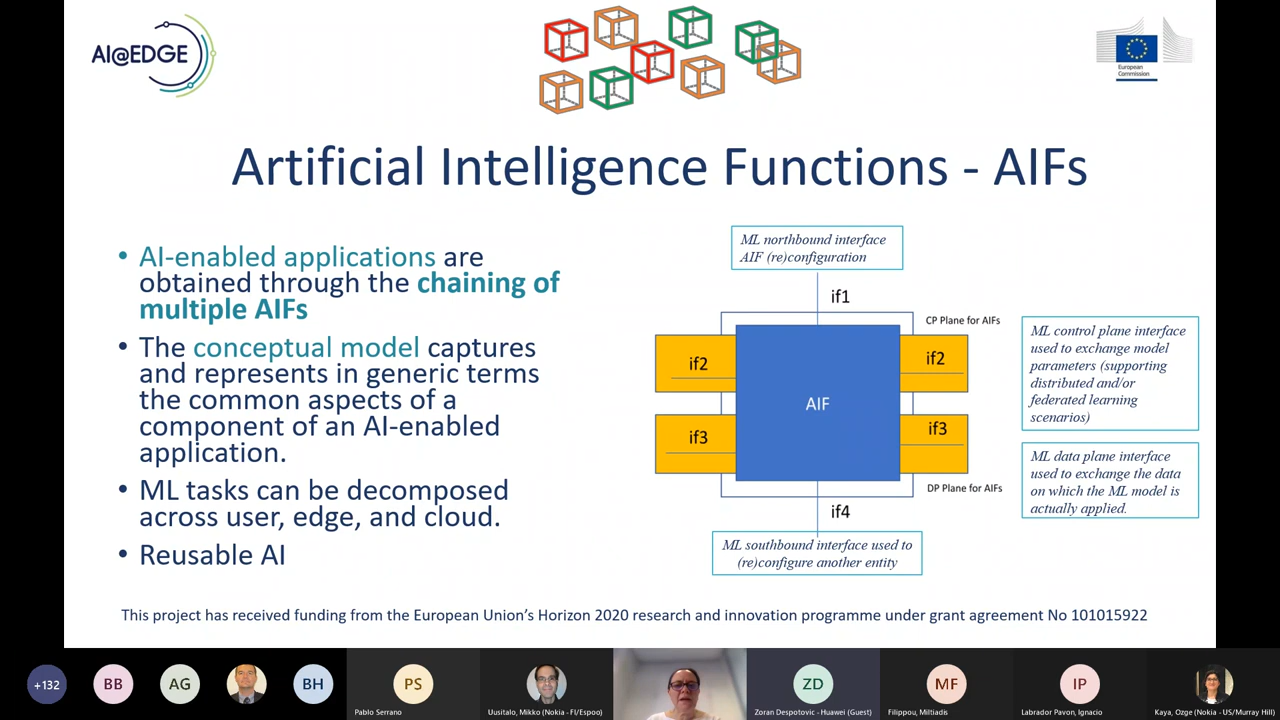 AI@EDGE
European
Commission
Artificial Intelligence Functions - AIFs
• AI-enabled applications are
obtained through the chaining of
multiple AIFs
• The conceptual model captures
and represents in generic terms
the common aspects of a
component of an AI-enabled
application.
• ML tasks can be decomposed
across user, edge, and cloud.
• Reusable AI
ML northbound interface
AIF (re)configuration
if1
CP Plane for AIFs
if2
if2
AIF
if3
if3
DP Plane for AIFs
if4
ML southbound interface used to
(re)configure another entity
ML control plane interface
used to exchange model
parameters (supporting
distributed and/or
federated learning
scenarios)
ML data plane interface
used to exchange the data
on which the ML model is
actually applied.
This project has received funding from the European Union's Horizon 2020 research and innovation programme under grant agreement No 101015922
+132
BB
AG
BH
PS
Pablo Serrano
Uusitalo, Mikko (Nokia - FI/Espoo)
ZD
Zoran Despotovic - Huawei (Guest)
MF
Filippou, Miltiadis
IP
Labrador Pavon, Ignacio
Kaya, Ozge (Nokia - US/Murray Hill)